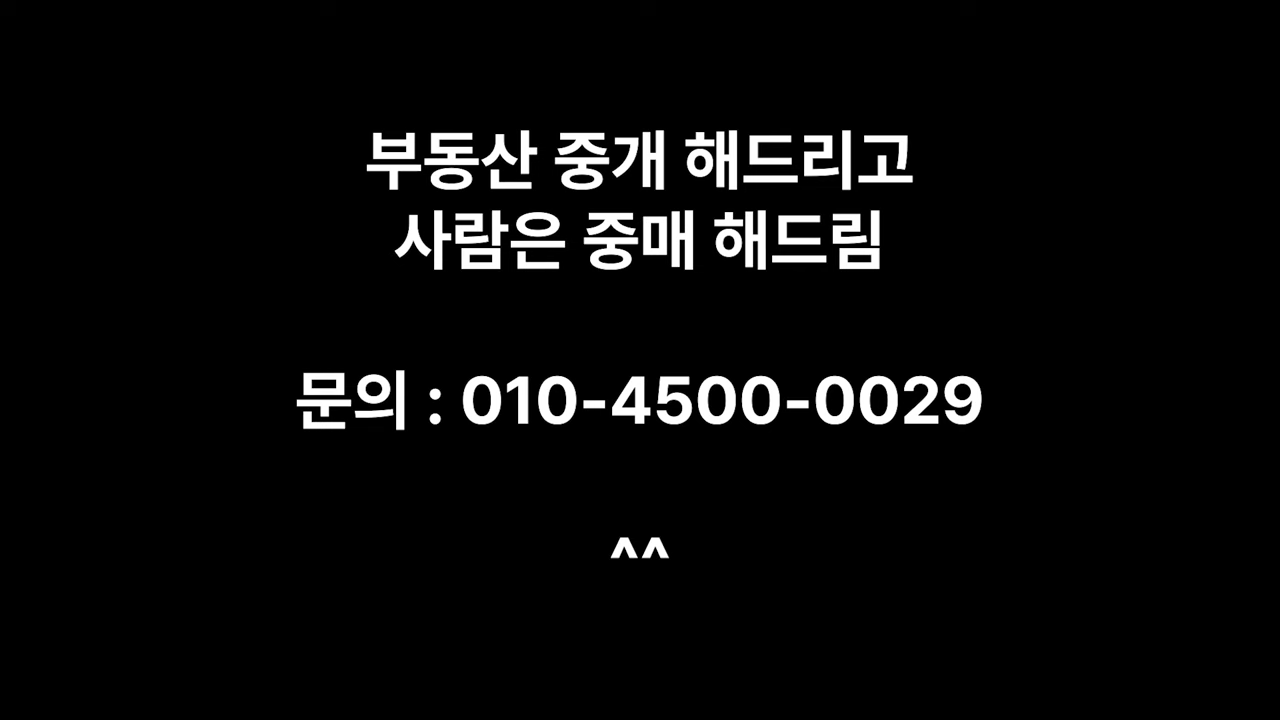 부동산 중개 해드리고
사람은 중매 해드림
문의 : 010-4500-0029
^^